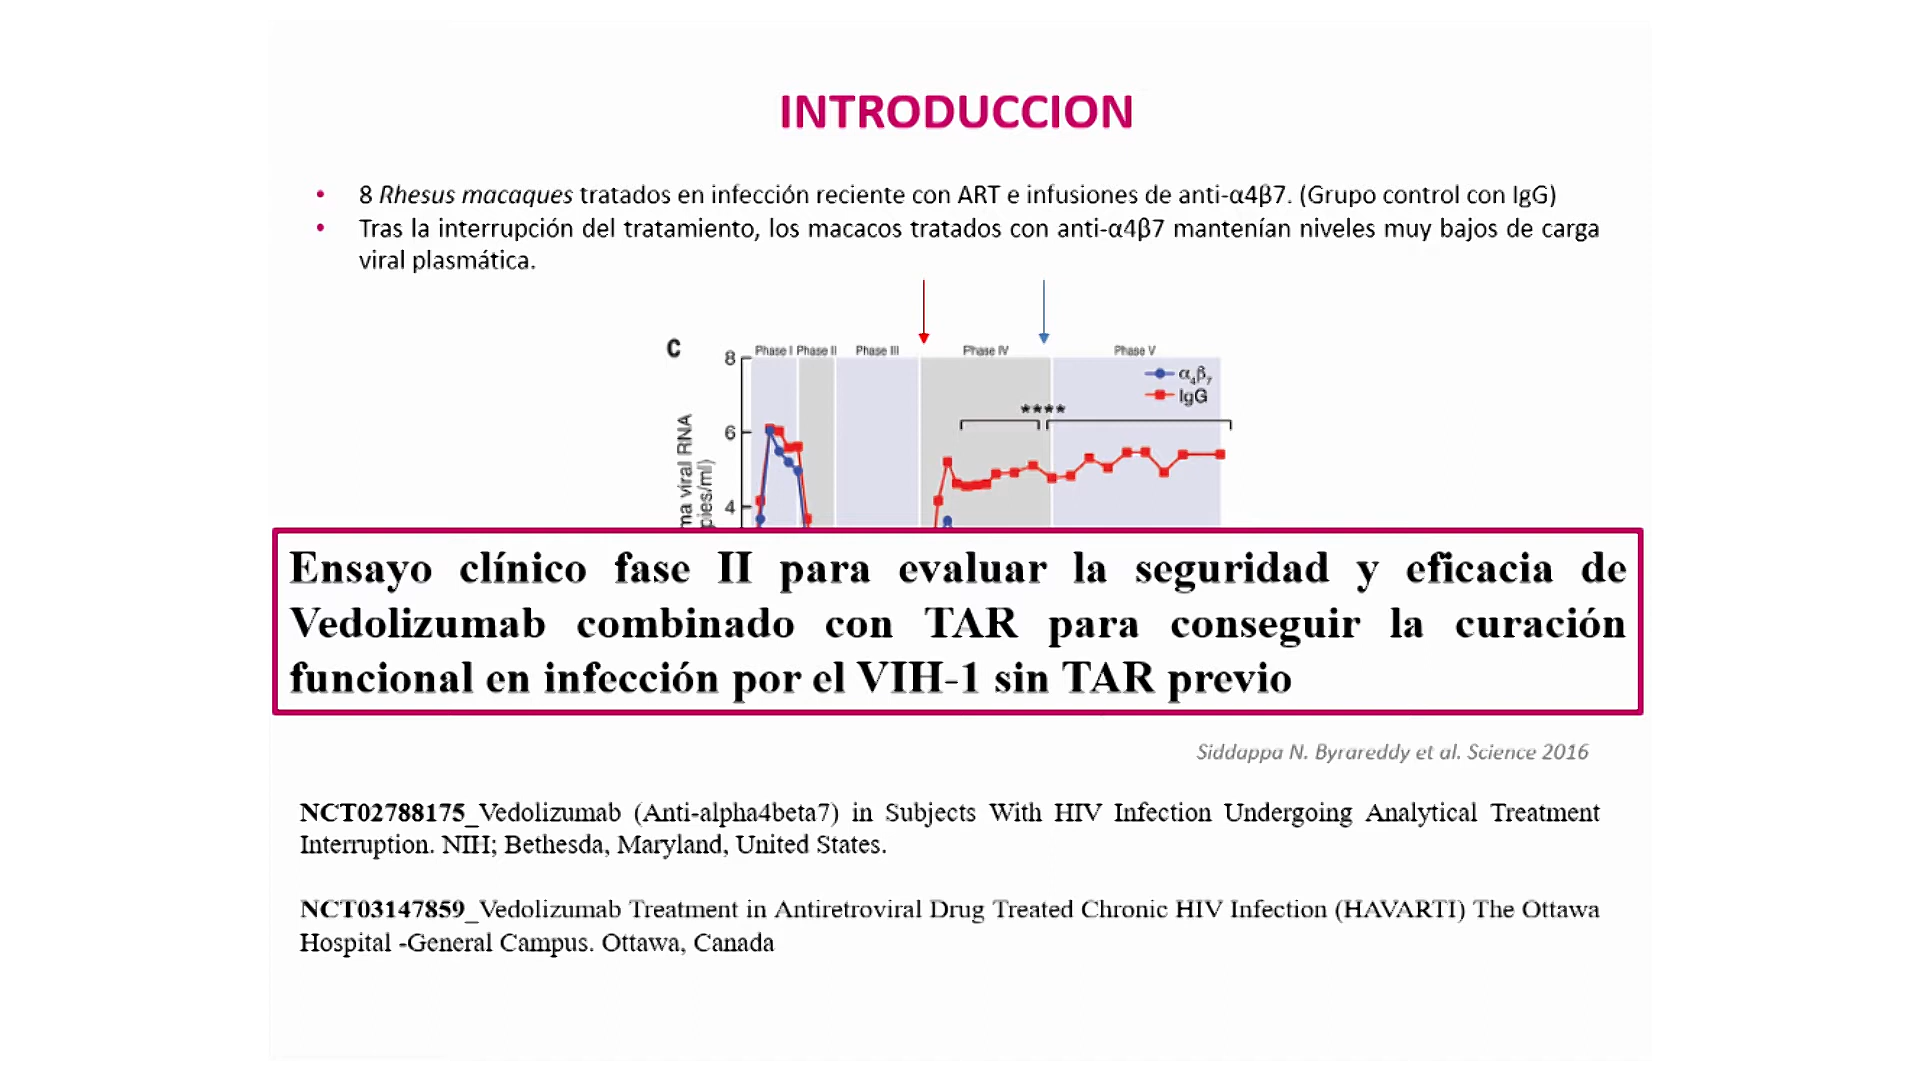 INTRODUCCION
• 8 Rhesus macaques tratados en infección reciente con ART e infusiones de anti-α4β7. (Grupo control con IgG)
• Tras la interrupción del tratamiento, los macacos tratados con anti-α4β7 mantenían niveles muy bajos de carga
viral plasmática.
C
Phase I Phase II Phase III Phase IV Phase V
8
α4β7
IgG
****
6
4
ma viral RNA
pies/ml)
Ensayo clínico fase II para evaluar la seguridad y eficacia de
Vedolizumab combinado con TAR para conseguir la curación
funcional en infección por el VIH-1 sin TAR previo
Siddappa N. Byrareddy et al. Science 2016
NCT02788175_Vedolizumab (Anti-alpha4beta7) in Subjects With HIV Infection Undergoing Analytical Treatment
Interruption. NIH; Bethesda, Maryland, United States.
NCT03147859_Vedolizumab Treatment in Antiretroviral Drug Treated Chronic HIV Infection (HAVARTI) The Ottawa
Hospital -General Campus. Ottawa, Canada